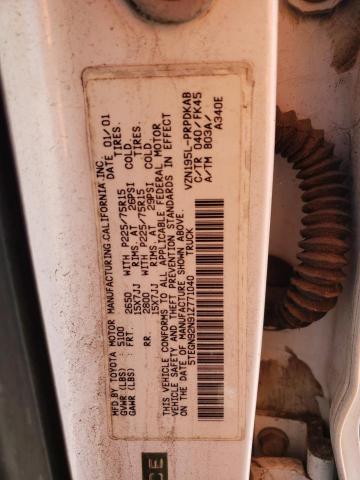 MFD.BY TOYOTA MOTOR MANUFACTURING.CALIFORNIA INC.
GVWR (LBS) 5100 DATE 01/01
GAWR (LBS) FRT. 2650 WITH P225/75R15 TIRES.
15X7JJ RIMS. AT 26PSI COLD.
RR. 2800 WITH P225/75R15 TIRES.
15X7JJ RIMS. AT 29PSI COLD.
THIS VEHICLE CONFORMS TO ALL APPLICABLE FEDERAL MOTOR
VEHICLE SAFETY AND THEFT PREVENTION STANDARDS IN EFFECT
ON THE DATE OF MANUFACTURE SHOWN ABOVE.
5TEGN92N91Z771040 TRUCK
VZN195L-PRPDKAB
C/TR 040/FK45
A/TM B03A/
A340E
CE